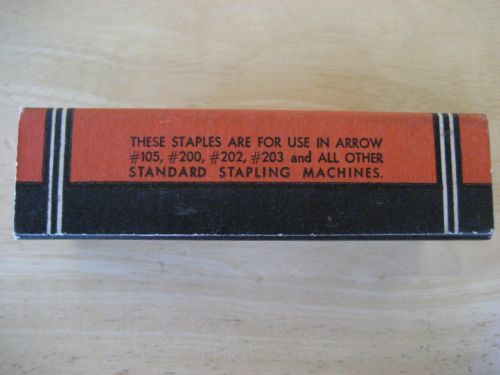 THESE STAPLES ARE FOR USE IN ARROW
#105, #200, #202, #203 and ALL OTHER
STANDARD STAPLING MACHINES.